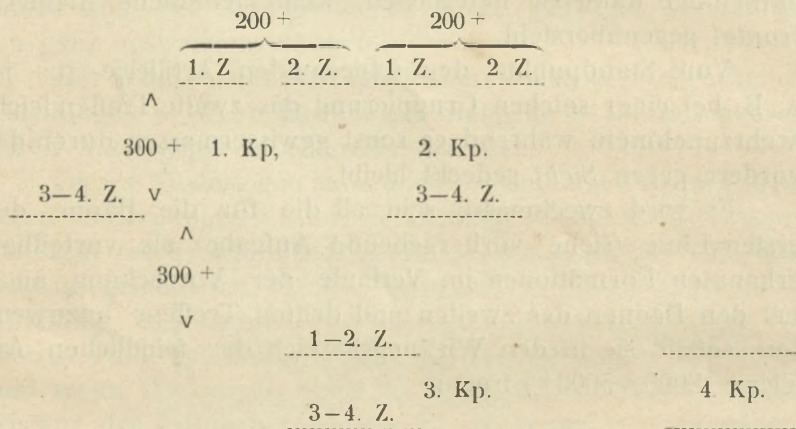 200+ 200+
1. Z. 2. Z. 1. Z. 2. Z.
300+ 1. Kp, 2. Kp.
3—4. Z. 3—4. Z.
300+
1—2. Z.
3. Kp. 4. Kp.
3—4. Z.